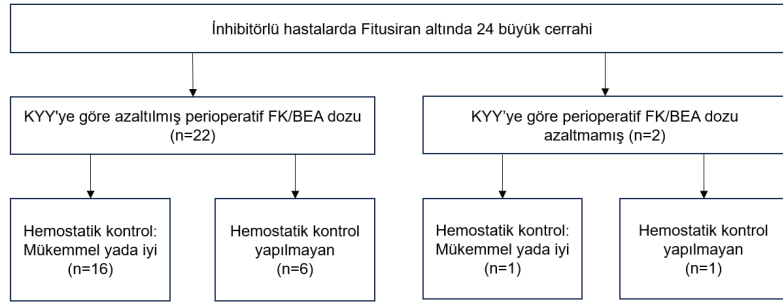 İnhibitörlü hastalarda Fitusiran altında 24 büyük cerrahi
KYY'ye göre azaltılmış perioperatif FK/BEA dozu
(n=22)
KYY'ye göre perioperatif FK/BEA dozu
azaltmamış (n=2)
Hemostatik kontrol:
Mükemmel yada iyi
(n=16)
Hemostatik kontrol
yapılmayan
(n=6)
Hemostatik kontrol:
Mükemmel yada iyi
(n=1)
Hemostatik kontrol
yapılmayan
(n=1)